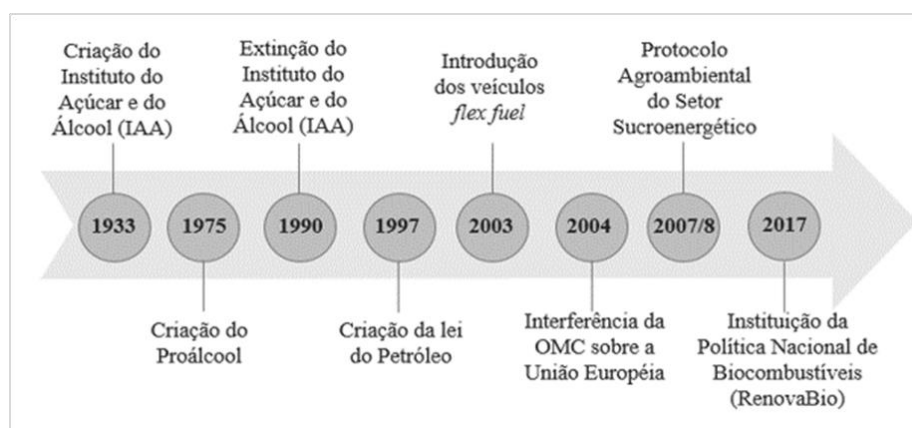 Criação do
Instituto do
Açúcar e do
Álcool (IAA)
Extinção do
Instituto do
Açúcar e do
Álcool (IAA)
Introdução
dos veículos
flex fuel
Protocolo
Agroambiental
do Setor
Sucroenergético
1933
1975
1990
1997
2003
2004
2007/8
2017
Criação do
Proálcool
Criação da lei
do Petróleo
Interferência da
OMC sobre a
União Européia
Instituição da
Política Nacional de
Biocombustíveis
(RenovaBio)